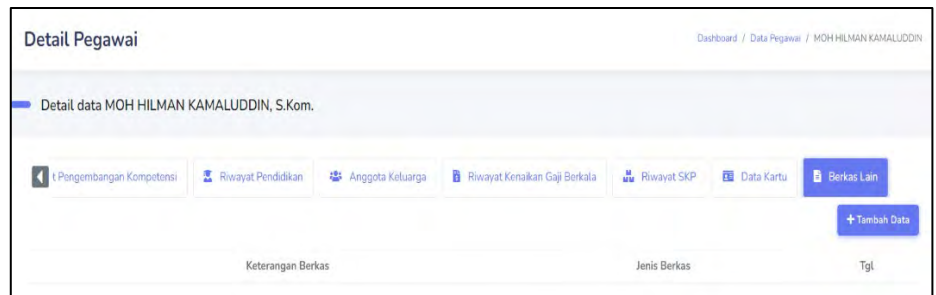 Detail Pegawai
Dashboard / Data Pegawai / MOH HILMAN KAMALUDDIN
Detail data MOH HILMAN KAMALUDDIN, S.Kom.
t Pengembangan Kompetensi Riwayat Pendidikan Anggota Keluarga Riwayat Kenaikan Gaji Berkala Riwayat SKP Data Kartu Berkas Lain
+ Tambah Data
Keterangan Berkas Jenis Berkas Tgl